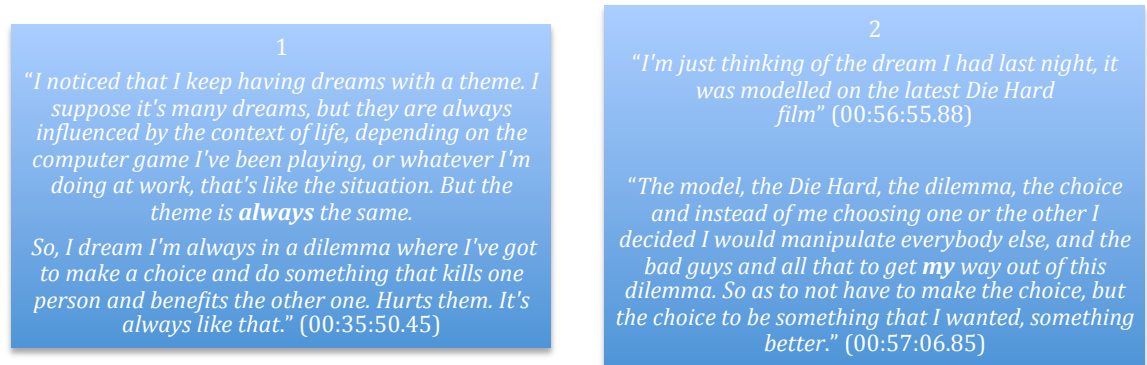 1
“I noticed that I keep having dreams with a theme. I
suppose it's many dreams, but they are always
influenced by the context of life, depending on the
computer game I've been playing, or whatever I'm
doing at work, that's like the situation. But the
theme is always the same.
So, I dream I'm always in a dilemma where I've got
to make a choice and do something that kills one
person and benefits the other one. Hurts them. It's
always like that.” (00:35:50.45)
2
“I'm just thinking of the dream I had last night, it
was modelled on the latest Die Hard
film” (00:56:55.88)
“The model, the Die Hard, the dilemma, the choice
and instead of me choosing one or the other I
decided I would manipulate everybody else, and the
bad guys and all that to get my way out of this
dilemma. So as to not have to make the choice, but
the choice to be something that I wanted, something
better.” (00:57:06.85)